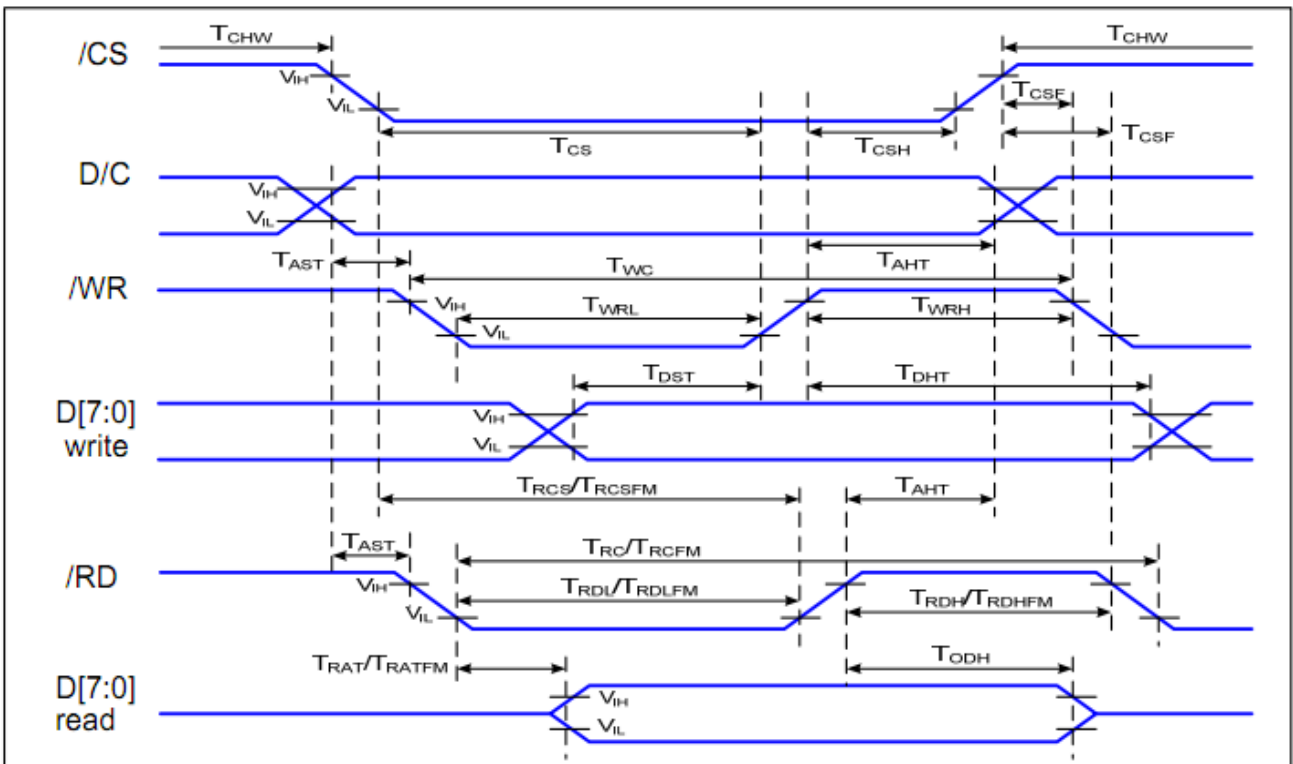 TCHW TCHW
/CS
VIH
TCSF
VIL
TCS TCSH TCSF
D/C
VIH
VIL
TAST TWC TAHT
/WR
VIH
TWRL TWRH
VIL
TDST TDHT
D[7:0]
write
VIH
VIL
TRCS/TRCSFM TAHT
TAST TRC/TRCFM
/RD
VIH
TRDL/TRDLFM TRDH/TRDHFM
VIL
TRAT/TRATFM TODH
D[7:0]
read
VIH
VIL